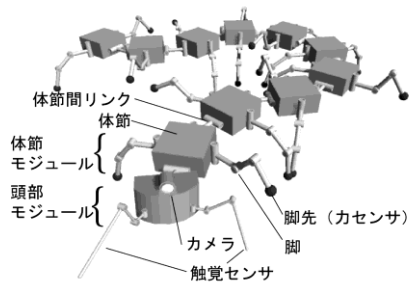 体節間リンク
体節
体節
モジュール
頭部
モジュール
脚先（力センサ）
カメラ
脚
触覚センサ